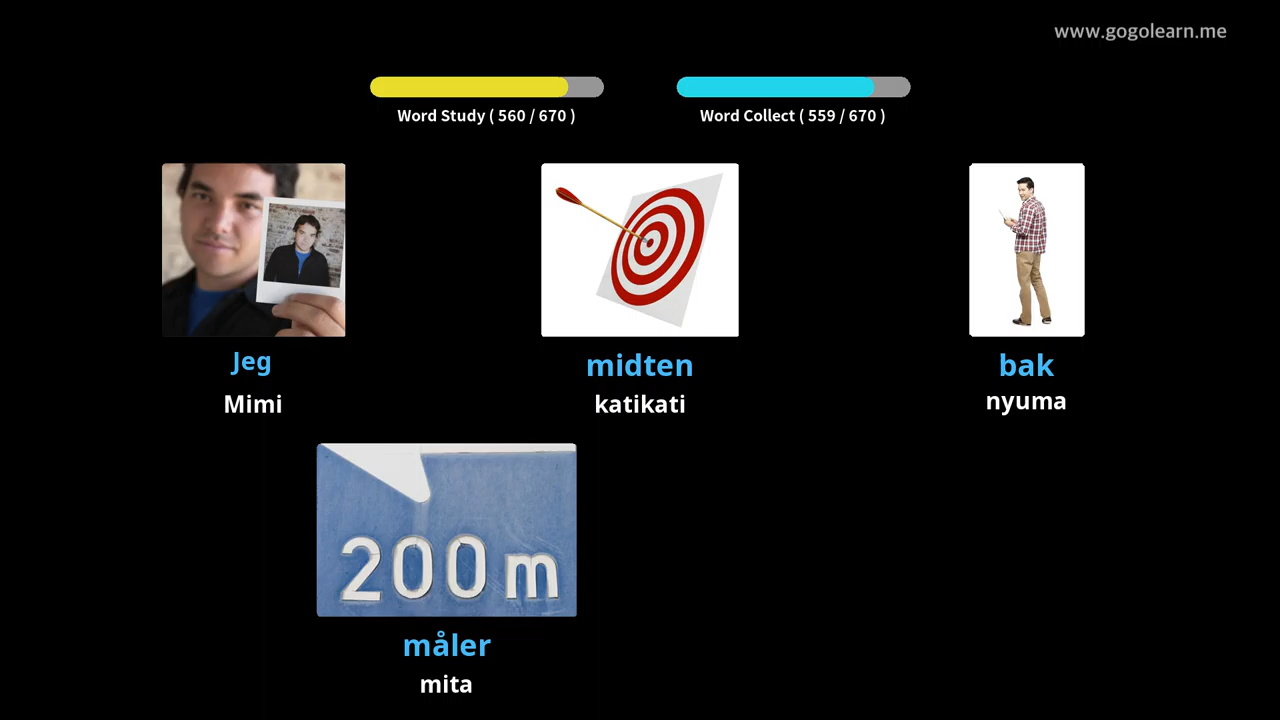 www.gogolearn.me
Word Study ( 560 / 670 )
Word Collect ( 559 / 670 )
Jeg
Mimi
midten
katikati
bak
nyuma
200 m
måler
mita